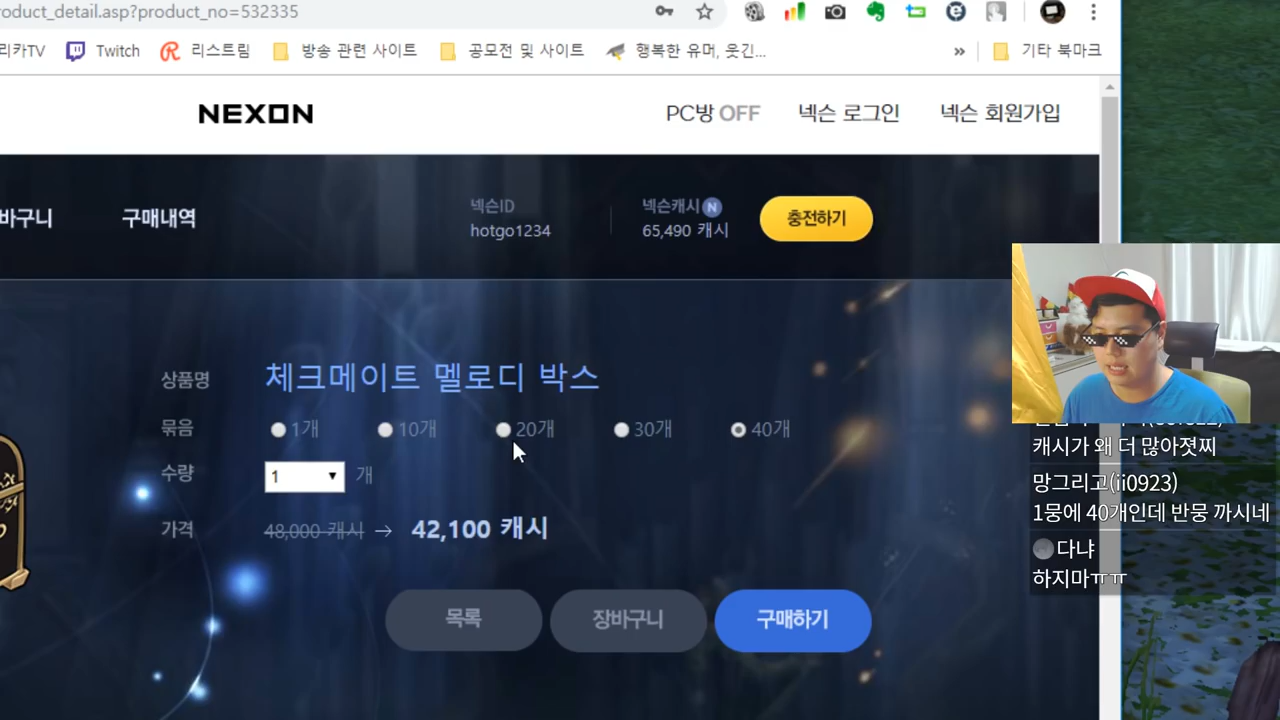 roduct_detail.asp?product_no=532335
리카TV Twitch 리스트림 방송 관련 사이트 공모전 및 사이트 행복한 유머, 웃긴... » 기타 북마크
NEXON PC방 OFF 넥슨 로그인 넥슨 회원가입
바구니 구매내역 넥슨ID 넥슨캐시 N 충전하기
hotgo1234 65,490 캐시
상품명 체크메이트 멜로디 박스
묶음 1개 10개 20개 30개 40개
수량 1 개
가격 48,000 캐시 → 42,100 캐시
목록 장바구니 구매하기
캐시가 왜 더 많아졋찌
망그리고(ii0923)
1뭉에 40개인데 반뭉 까시네
다냐
하지마ㅠㅠ